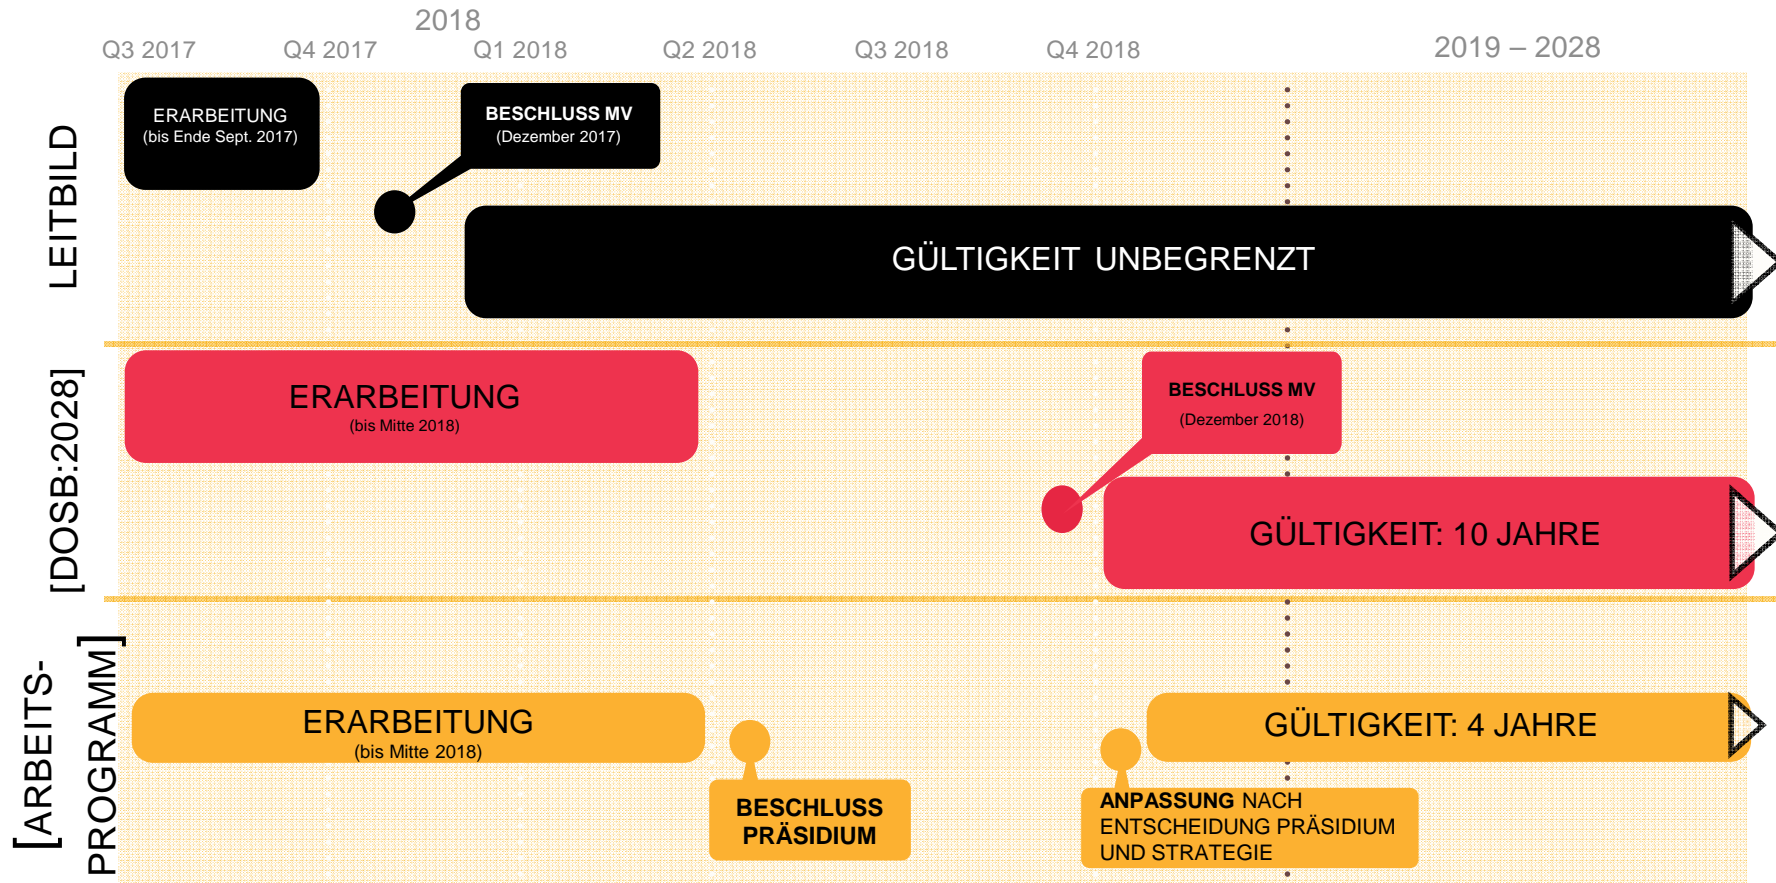 2018
Q3 2017 Q4 2017 Q1 2018 Q2 2018 Q3 2018 Q4 2018 2019 – 2028
LEITBILD
ERARBEITUNG
(bis Ende Sept. 2017)
BESCHLUSS MV
(Dezember 2017)
GÜLTIGKEIT UNBEGRENZT
[DOSB:2028]
ERARBEITUNG
(bis Mitte 2018)
BESCHLUSS MV
(Dezember 2018)
GÜLTIGKEIT: 10 JAHRE
[ARBEITS-
PROGRAMM]
ERARBEITUNG
(bis Mitte 2018)
BESCHLUSS
PRÄSIDIUM
GÜLTIGKEIT: 4 JAHRE
ANPASSUNG NACH
ENTSCHEIDUNG PRÄSIDIUM
UND STRATEGIE